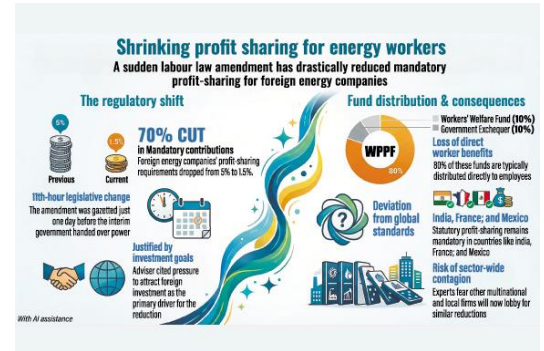 Shrinking profit sharing for energy workers
A sudden labour law amendment has drastically reduced mandatory
profit-sharing for foreign energy companies
The regulatory shift
5%
1.5%
Previous
Current
70% CUT
in Mandatory contributions
Foreign energy companies' profit-sharing
requirements dropped from 5% to 1.5%.
11th-hour legislative change
The amendment was gazetted just
one day before the interim
government handed over power
Justified by
investment goals
Adviser cited pressure
to attract foreign
investment as the
primary driver for the
reduction
Fund distribution & consequences
WPPF
80%
Workers' Welfare Fund (10%)
Government Exchequer (10%)
Loss of direct
worker benefits
80% of these funds are typically
distributed directly to employees
Deviation
from global
standards
?
India, France; and Mexico
Statutory profit-sharing remains
mandatory in countries like india,
France; and Mexico
Risk of sector-wide
contagion
Experts fear other multinational
and local firms will now lobby for
similar reductions
With AI assistance